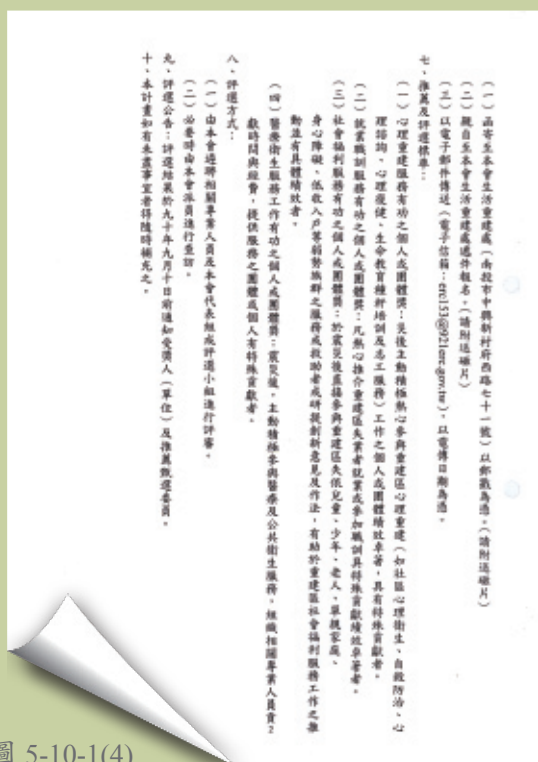 (一) 函寄至本會生活重建處(南投市中興新村府西路七十一號)以郵戳為憑。(請附送磁片)
(二) 親自至本會生活重建處遞件報名。(請附送磁片)
(三) 以電子郵件傳送(電子信箱:erc153@921erc.gov.tw),以電傳日期為憑。
七、推薦及評選標準:
(一) 心理重建服務有功之個人或團體獎:災後主動積極熱心參與重建區心理重建(如社區心理衛生、自殺防治、心
理諮詢、心理復健、生命教育種籽培訓及志工服務)工作之個人或團體績效卓著,具有特殊貢獻者。
(二) 就業職訓服務有功之個人或團體獎:凡熱心推介重建區失業者就業或參加職訓具特殊貢獻績效卓著者。
(三) 社會福利服務有功之個人或團體獎:於震災後直接參與重建區失依兒童、少年、老人、單親家庭、
身心障礙、低收入戶等弱勢族群之服務或救助者或研提創新意見及作法,有助於重建區社會福利服務工作之推
動並有具體績效者。
(四) 醫療衛生服務工作有功之個人或團體獎:震災後,主動積極參與醫療及公共衛生服務,組織相關專業人員貢
獻時間與經費,提供服務之團體或個人有特殊貢獻者。
2
八、評選方式:
(一) 由本會遴聘相關專業人員及本會代表組成評選小組進行評審。
(二) 必要時由本會派員進行查訪。
九、評選公告:評選結果於九十年九月十日前通知受獎人(單位)及推薦甄選委員。
十、本計畫如有未盡事宜者得隨時補充之。
圖 5-10-1(4)